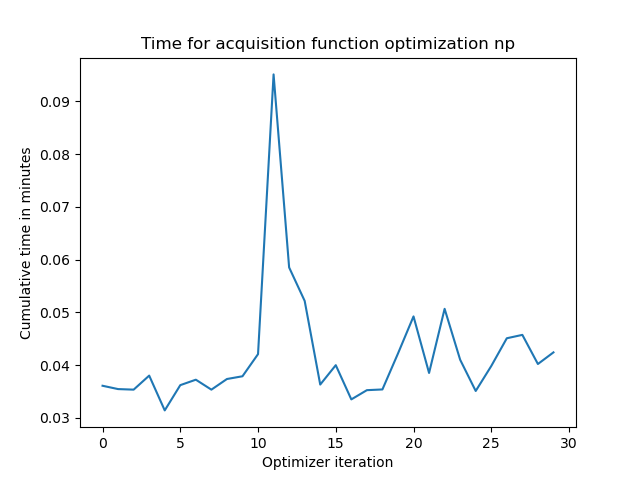 Time for acquisition function optimization np
Cumulative time in minutes
0.09
0.08
0.07
0.06
0.05
0.04
0.03
0 5 10 15 20 25 30
Optimizer iteration